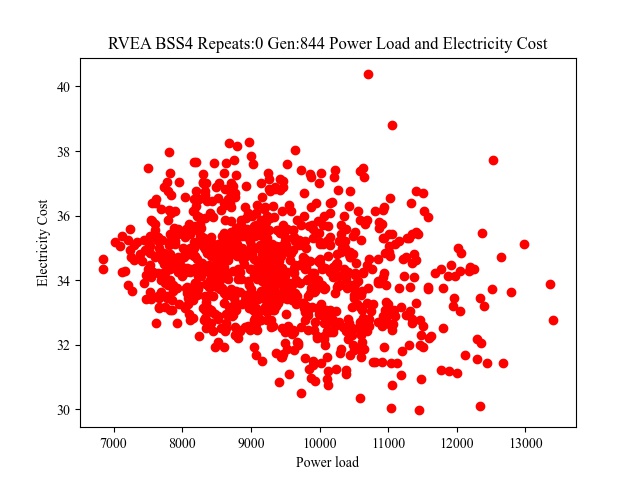 RVEA BSS4 Repeats:0 Gen:844 Power Load and Electricity Cost
Electricity Cost
40
38
36
34
32
30
7000 8000 9000 10000 11000 12000 13000
Power load